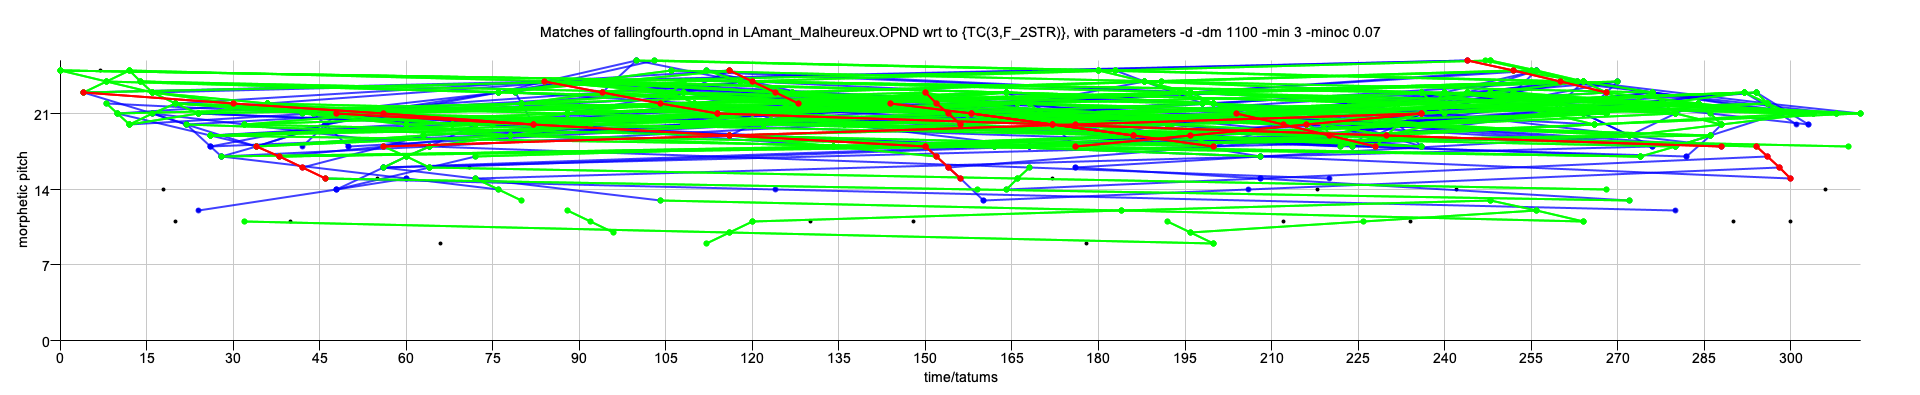 Matches of fallingfourth.opnd in LAmant_Malheureux.OPND wrt to {TC(3,F_2STR)}, with parameters -d -dm 1100 -min 3 -minoc 0.07
morphetic pitch
21
14
7
0
0 15 30 45 60 75 90 105 120 135 150 165 180 195 210 225 240 255 270 285 300
time/tatums